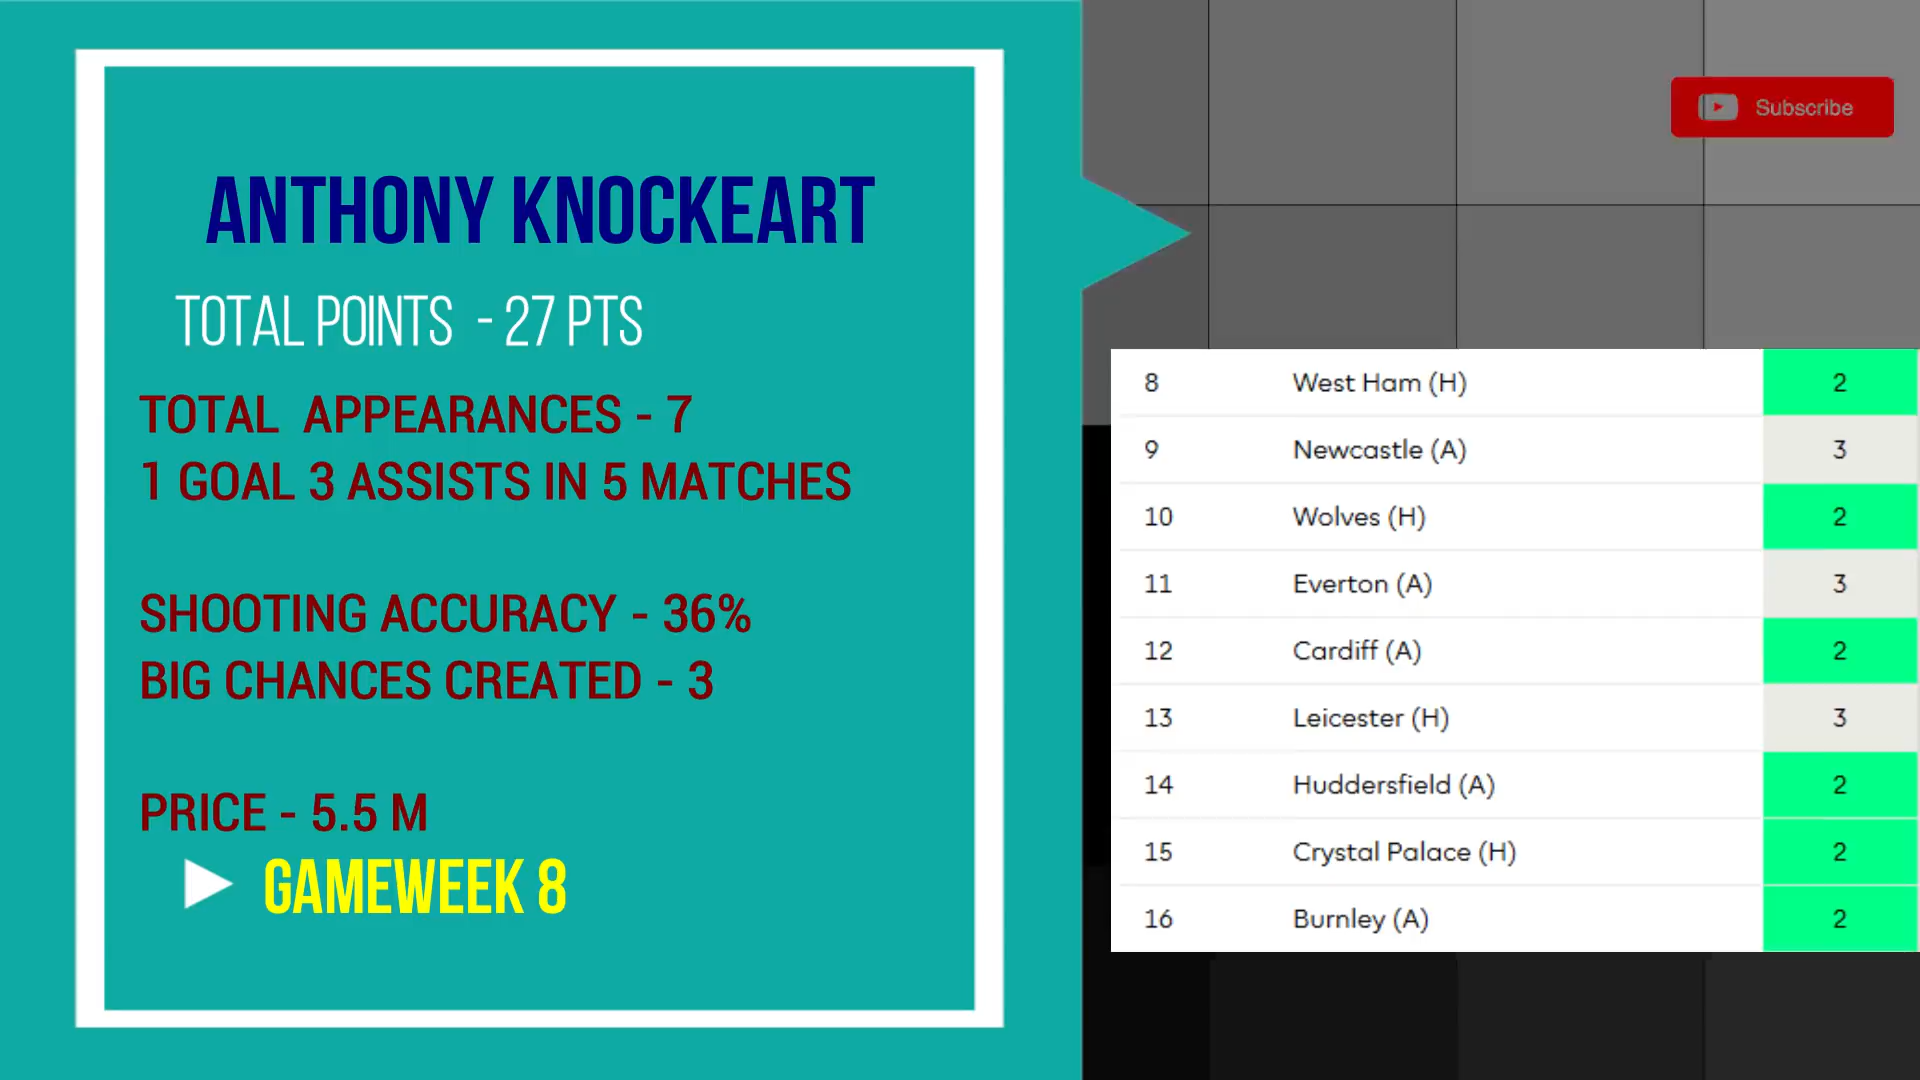 ANTHONY KNOCKEART
TOTAL POINTS - 27 PTS
TOTAL APPEARANCES - 7
1 GOAL 3 ASSISTS IN 5 MATCHES
SHOOTING ACCURACY - 36%
BIG CHANCES CREATED - 3
PRICE - 5.5 M
GAMEWEEK 8
Subscribe
8 West Ham (H) 2
9 Newcastle (A) 3
10 Wolves (H) 2
11 Everton (A) 3
12 Cardiff (A) 2
13 Leicester (H) 3
14 Huddersfield (A) 2
15 Crystal Palace (H) 2
16 Burnley (A) 2